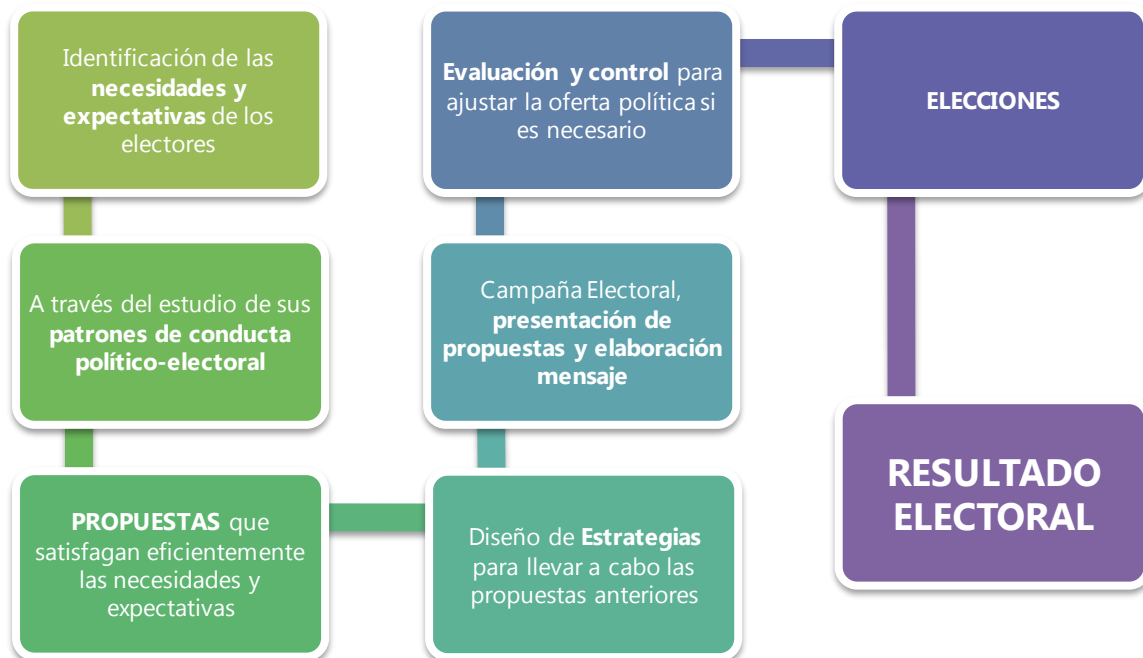 Identificación de las
necesidades y
expectativas de los
electores
A través del estudio de sus
patrones de conducta
político-electoral
PROPUESTAS que
satisfagan eficientemente
las necesidades y
expectativas
Diseño de Estrategias
para llevar a cabo las
propuestas anteriores
Campaña Electoral,
presentación de
propuestas y elaboración
mensaje
Evaluación y control para
ajustar la oferta política si
es necesario
ELECCIONES
RESULTADO
ELECTORAL